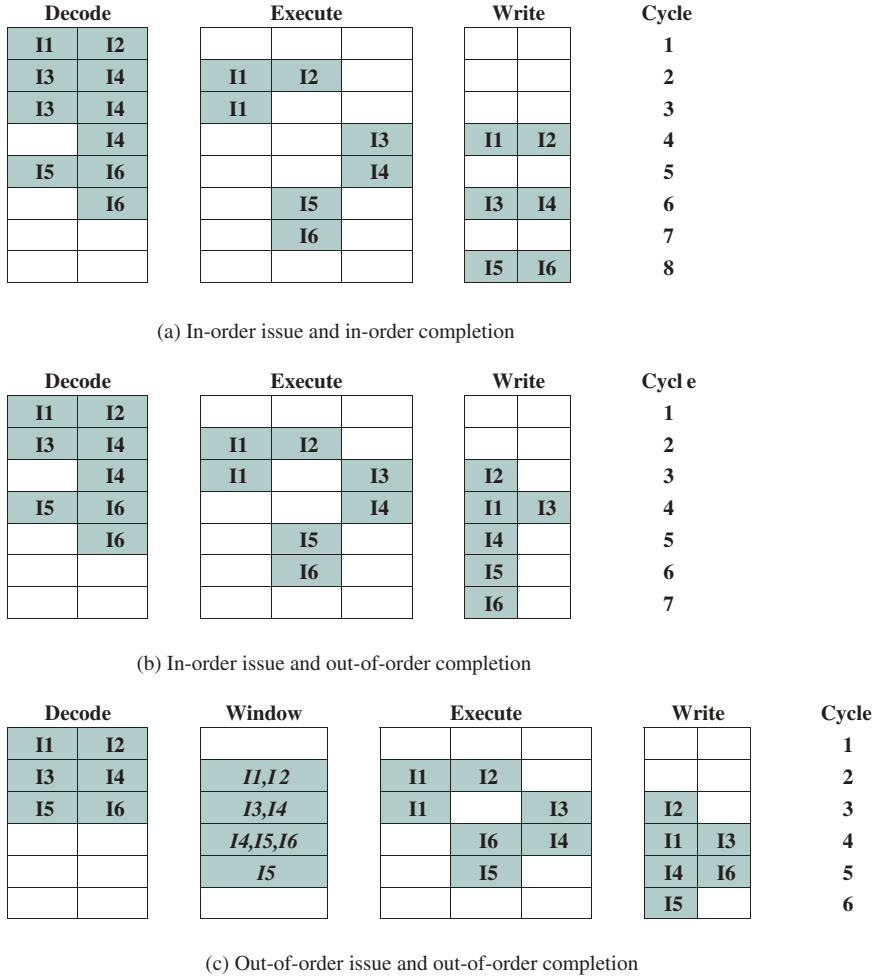 Decode Execute Write Cycle
I1 I2 1
I3 I4 I1 I2 2
I3 I4 I1 3
I4 I3 I1 I2 4
I5 I6 I4 5
I6 I5 I3 I4 6
I6 7
I5 I6 8
(a) In-order issue and in-order completion
Decode Execute Write Cycl e
I1 I2 1
I3 I4 I1 I2 2
I4 I1 I3 I2 3
I5 I6 I4 I1 I3 4
I6 I5 I4 5
I6 I5 6
I6 7
(b) In-order issue and out-of-order completion
Decode Window Execute Write Cycle
I1 I2 1
I3 I4 I1,I2 I1 I2 2
I5 I6 I3,I4 I1 I3 I2 3
I4,I5,I6 I6 I4 I1 I3 4
I5 I5 I4 I6 5
I5 6
(c) Out-of-order issue and out-of-order completion